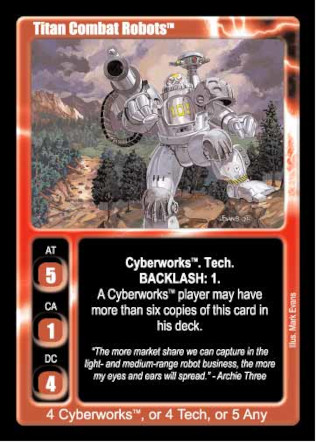 Titan Combat Robots™
EVANS 01
AT
5
CA
1
DC
4
Cyberworks™. Tech.
BACKLASH: 1.
A Cyberworks™ player may have
more than six copies of this card in
his deck.
"The more market share we can capture in the
light- and medium-range robot business, the more
my eyes and ears will spread." - Archie Three
Illus. Mark Evans
4 Cyberworks™, or 4 Tech, or 5 Any